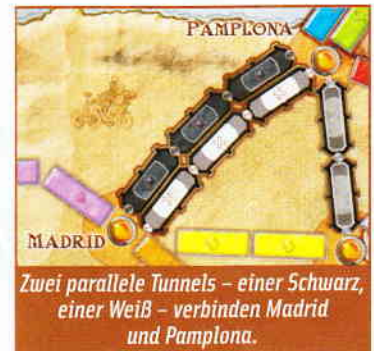 PAMPLONA
MADRID
Zwei parallele Tunnels – einer Schwarz,
einer Weiß – verbinden Madrid
und Pamplona.